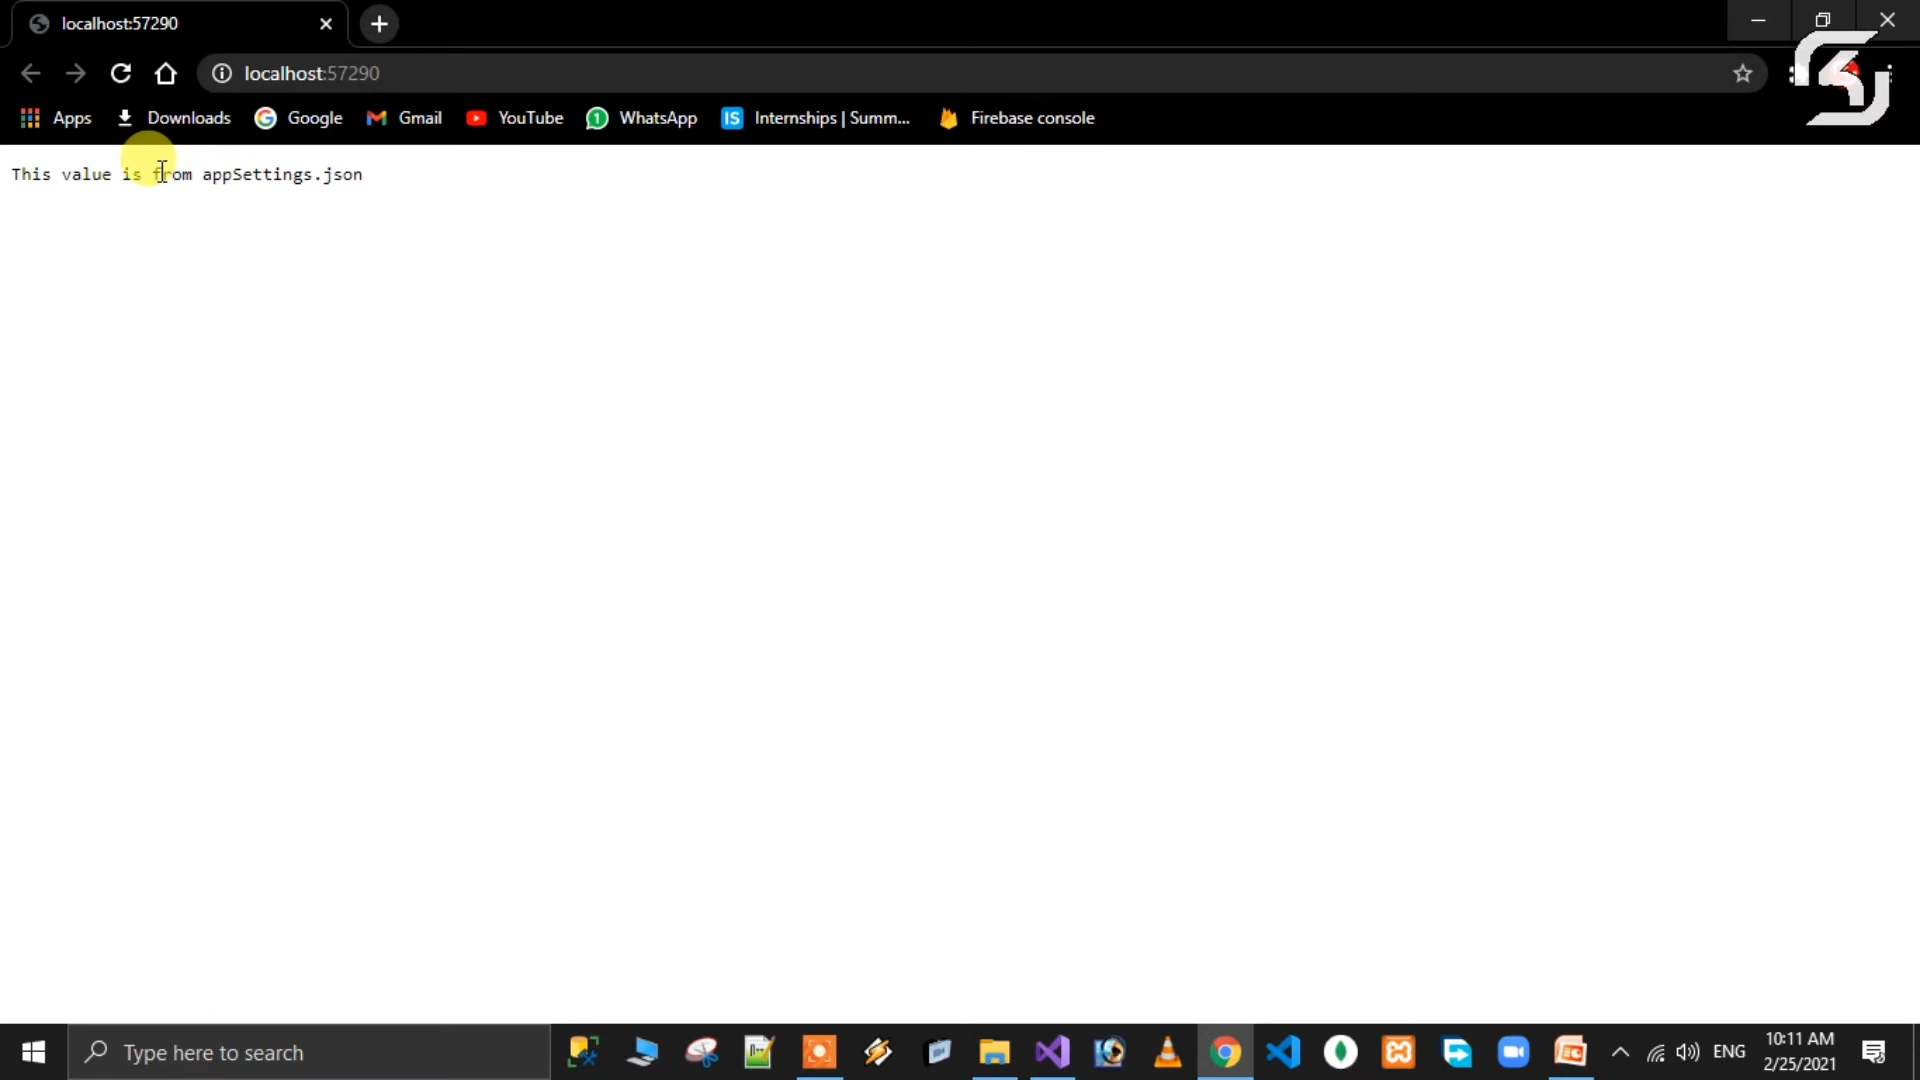 localhost:57290
localhost:57290
Apps
Downloads
Google
Gmail
YouTube
WhatsApp
Internships | Summ...
Firebase console
This value is from appSettings.json
Type here to search
ENG
10:11 AM
2/25/2021